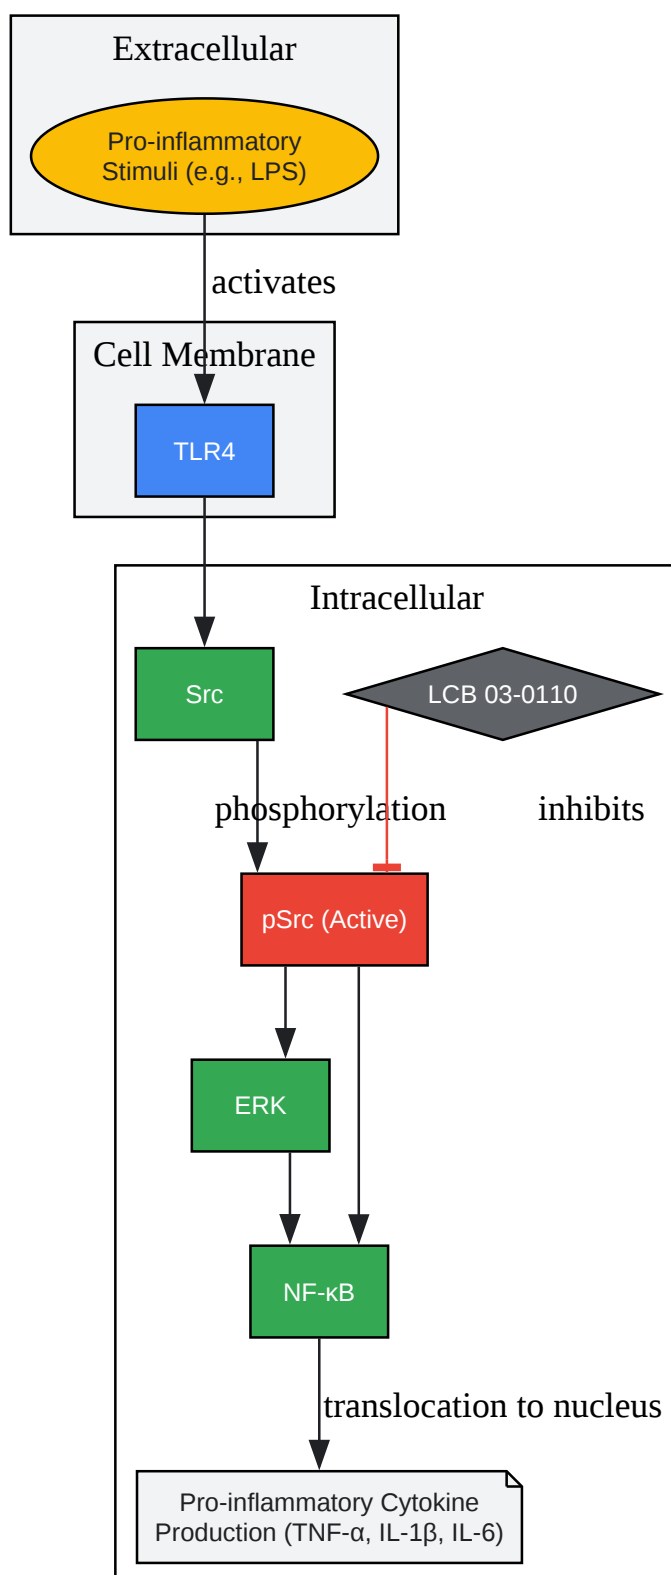 Extracellular
Pro-inflammatory
Stimuli (e.g., LPS)
activates
Cell Membrane
TLR4
Intracellular
Src
LCB 03-0110
phosphorylation
inhibits
pSrc (Active)
ERK
NF-κB
translocation to nucleus
Pro-inflammatory Cytokine
Production (TNF-α, IL-1β, IL-6)